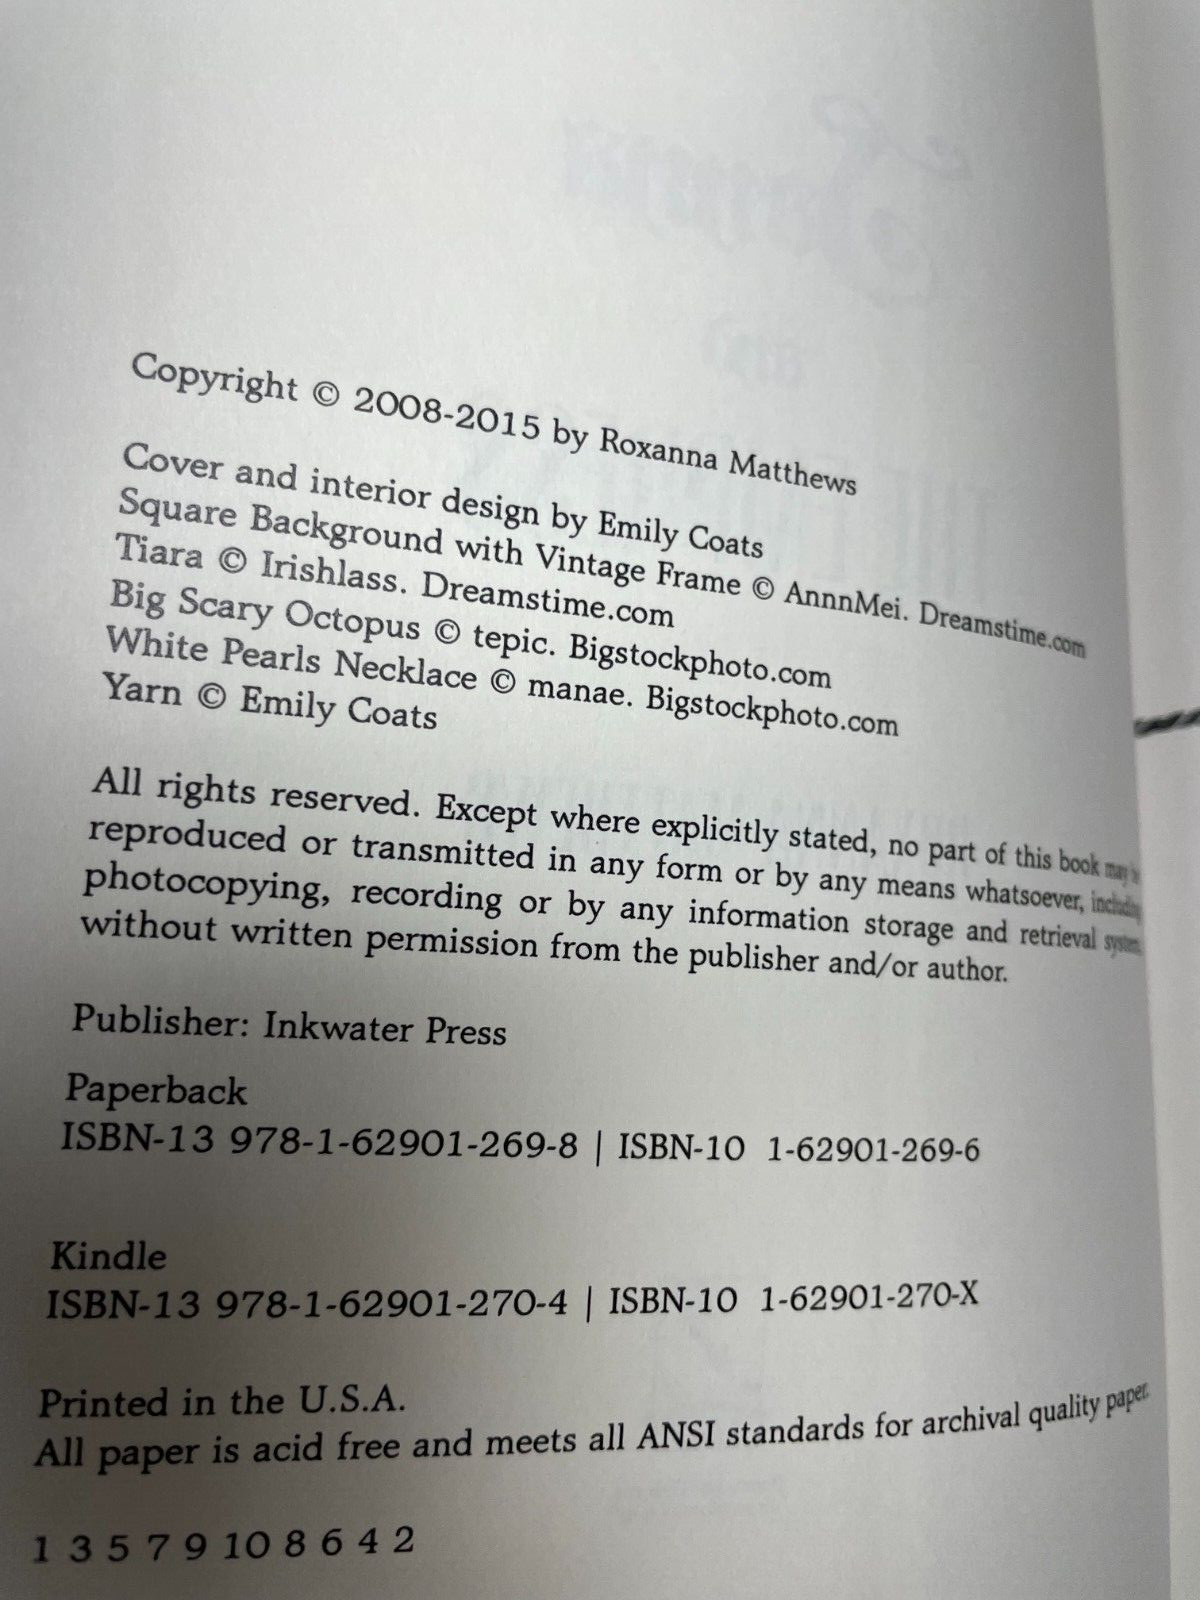 Copyright © 2008-2015 by Roxanna Matthews
Cover and interior design by Emily Coats
Square Background with Vintage Frame © AnnnMei. Dreamstime.com
Tiara © Irishlass. Dreamstime.com
Big Scary Octopus © tepic. Bigstockphoto.com
White Pearls Necklace © manae. Bigstockphoto.com
Yarn © Emily Coats
All rights reserved. Except where explicitly stated, no part of this book may be
reproduced or transmitted in any form or by any means whatsoever, including
photocopying, recording or by any information storage and retrieval system,
without written permission from the publisher and/or author.
Publisher: Inkwater Press
Paperback
ISBN-13 978-1-62901-269-8 | ISBN-10 1-62901-269-6
Kindle
ISBN-13 978-1-62901-270-4 | ISBN-10 1-62901-270-X
Printed in the U.S.A.
All paper is acid free and meets all ANSI standards for archival quality paper.
1 3 5 7 9 10 8 6 4 2